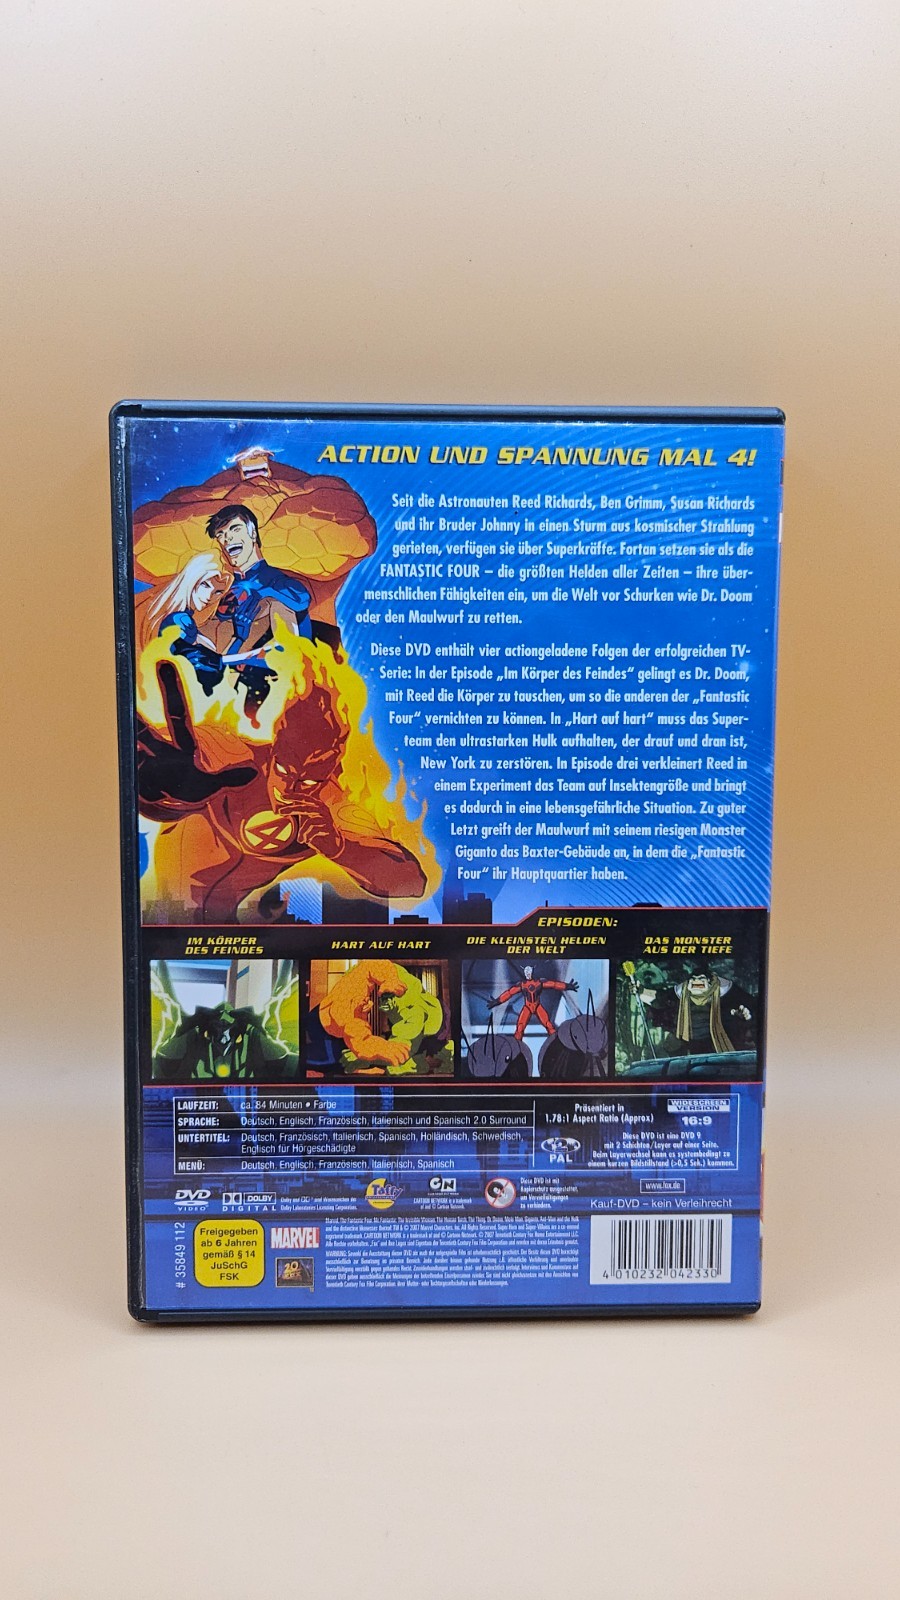 ACTION UND SPANNUNG MAL 4!
Seit die Astronauten Reed Richards, Ben Grimm, Susan Richards
und ihr Bruder Johnny in einen Sturm aus kosmischer Strahlung
gerieten, verfügen sie über Superkräfte. Fortan setzen sie als die
FANTASTIC FOUR – die größten Helden aller Zeiten – ihre über-
menschlichen Fähigkeiten ein, um die Welt vor Schurken wie Dr. Doom
oder den Maulwurf zu retten.
Diese DVD enthält vier actiongeladene Folgen der erfolgreichen TV-
Serie: In der Episode „Im Körper des Feindes“ gelingt es Dr. Doom,
mit Reed die Körper zu tauschen, um so die anderen der „Fantastic
Four“ vernichten zu können. In „Hart auf hart“ muss das Super-
team den ultrastarken Hulk aufhalten, der drauf und dran ist,
New York zu zerstören. In Episode drei verkleinert Reed in
einem Experiment das Team auf Insektengröße und bringt
es dadurch in eine lebensgefährliche Situation. Zu guter
Letzt greift der Maulwurf mit seinem riesigen Monster
Giganto das Baxter-Gebäude an, in dem die „Fantastic
Four“ ihr Hauptquartier haben.
EPISODEN:
IM KÖRPER
DES FEINDES
HART AUF HART
DIE KLEINSTEN HELDEN
DER WELT
DAS MONSTER
AUS DER TIEFE
LAUFZEIT: ca. 84 Minuten • Farbe
SPRACHE: Deutsch, Englisch, Französisch, Italienisch und Spanisch 2.0 Surround
UNTERTITEL: Deutsch, Französisch, Italienisch, Spanisch, Holländisch, Schwedisch,
Englisch für Hörgeschädigte
MENÜ: Deutsch, Englisch, Französisch, Italienisch, Spanisch
Präsentiert in
1.78:1 Aspect Ratio (Approx)
WIDESCREEN
VERSION
16:9
PAL
Diese DVD ist eine DVD 9
mit 2 Schichten/Layer auf einer Seite.
Beim Layerwechsel kann es systembedingt zu
einem kurzen Bildstillstand (>0,5 Sek.) kommen.
DVD
VIDEO
DOLBY
DIGITAL
Taffy
CN
Diese DVD ist mit
Kopierschutz ausgestattet,
um Vervielfältigungen
zu verhindern.
www.fox.de
Kauf-DVD – kein Verleihrecht
# 35849 112
Freigegeben
ab 6 Jahren
gemäß § 14
JuSchG
FSK
MARVEL
20
4 010232 042330